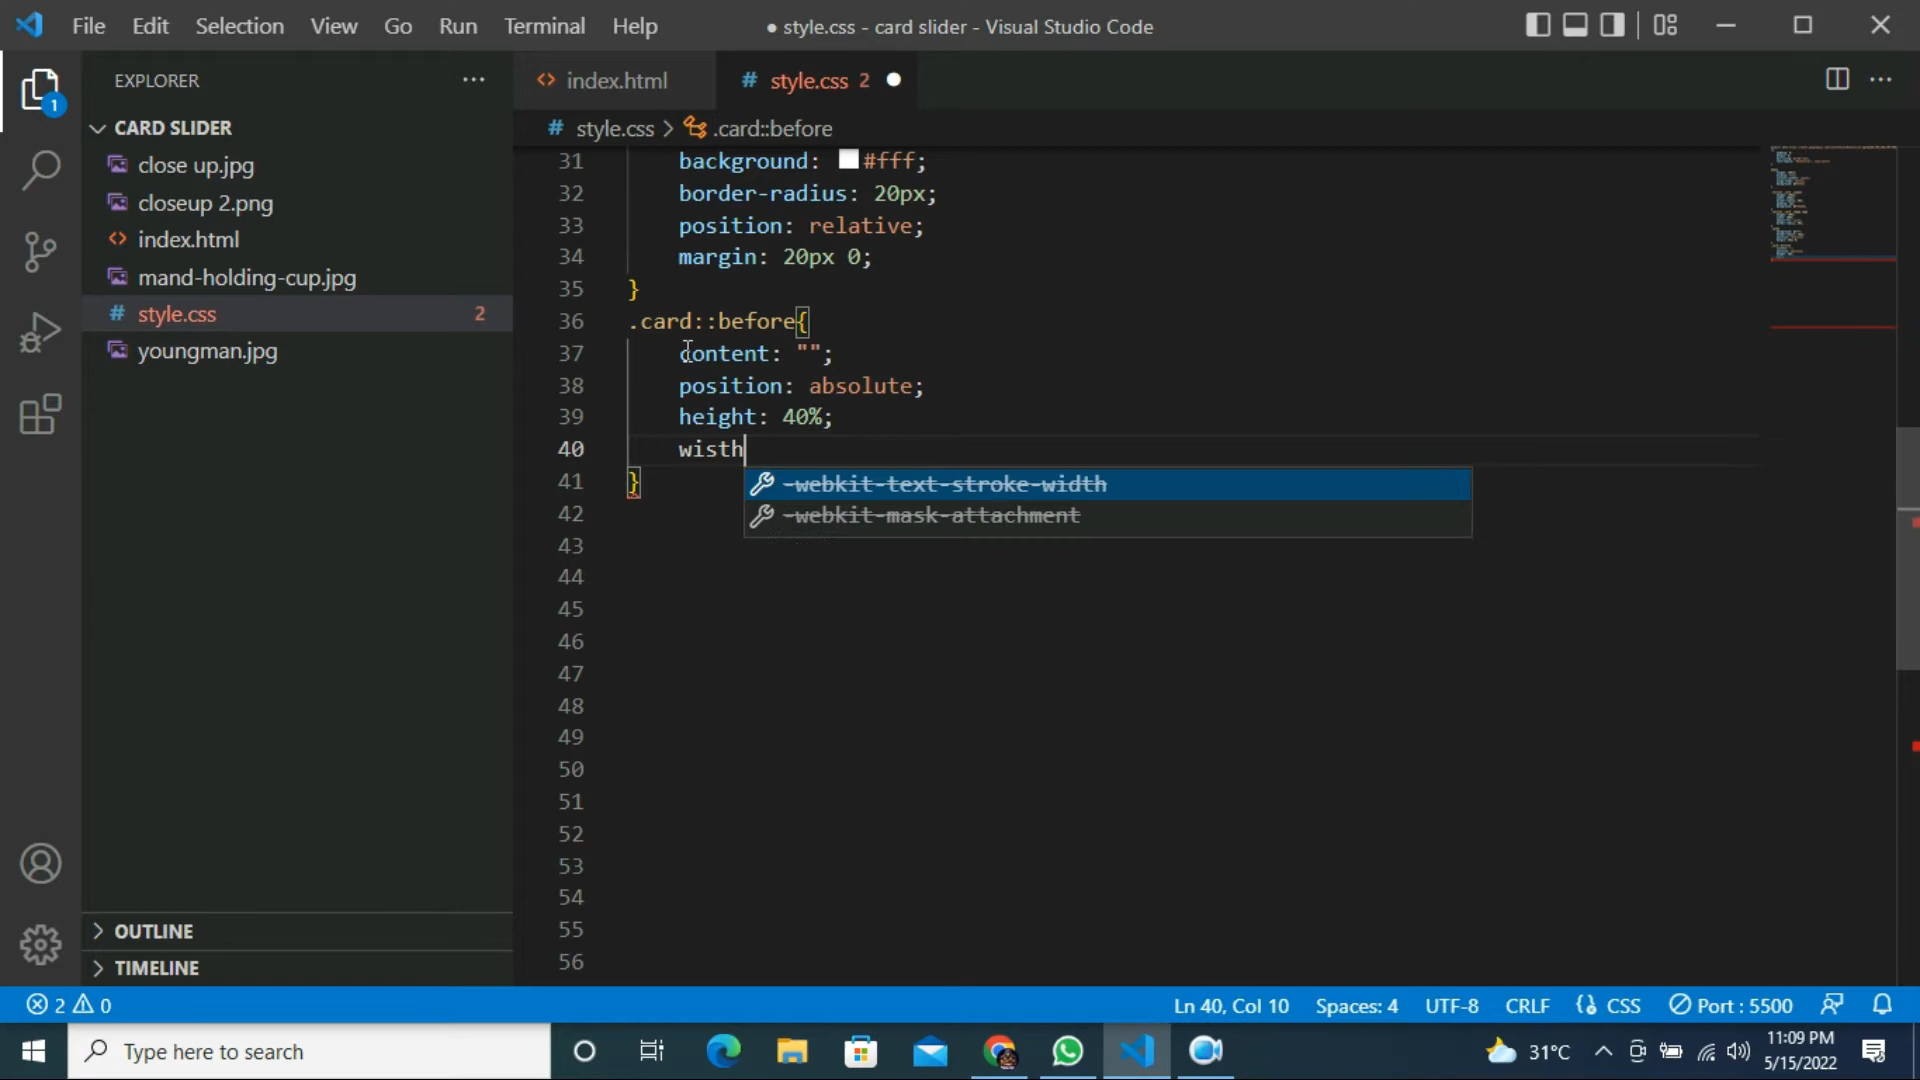 File Edit Selection View Go Run Terminal Help
● style.css - card slider - Visual Studio Code
EXPLORER
CARD SLIDER
close up.jpg
closeup 2.png
index.html
mand-holding-cup.jpg
style.css 2
youngman.jpg
OUTLINE
TIMELINE
1
index.html
# style.css 2 ●
# style.css > .card::before
31 background: #fff;
32 border-radius: 20px;
33 position: relative;
34 margin: 20px 0;
35 }
36 .card::before{
37 content: "";
38 position: absolute;
39 height: 40%;
40 wisth
41 }
-webkit-text-stroke-width
-webkit-mask-attachment
42
43
44
45
46
47
48
49
50
51
52
53
54
55
56
2 0
Ln 40, Col 10 Spaces: 4 UTF-8 CRLF CSS Port : 5500
Type here to search
31°C
11:09 PM
5/15/2022